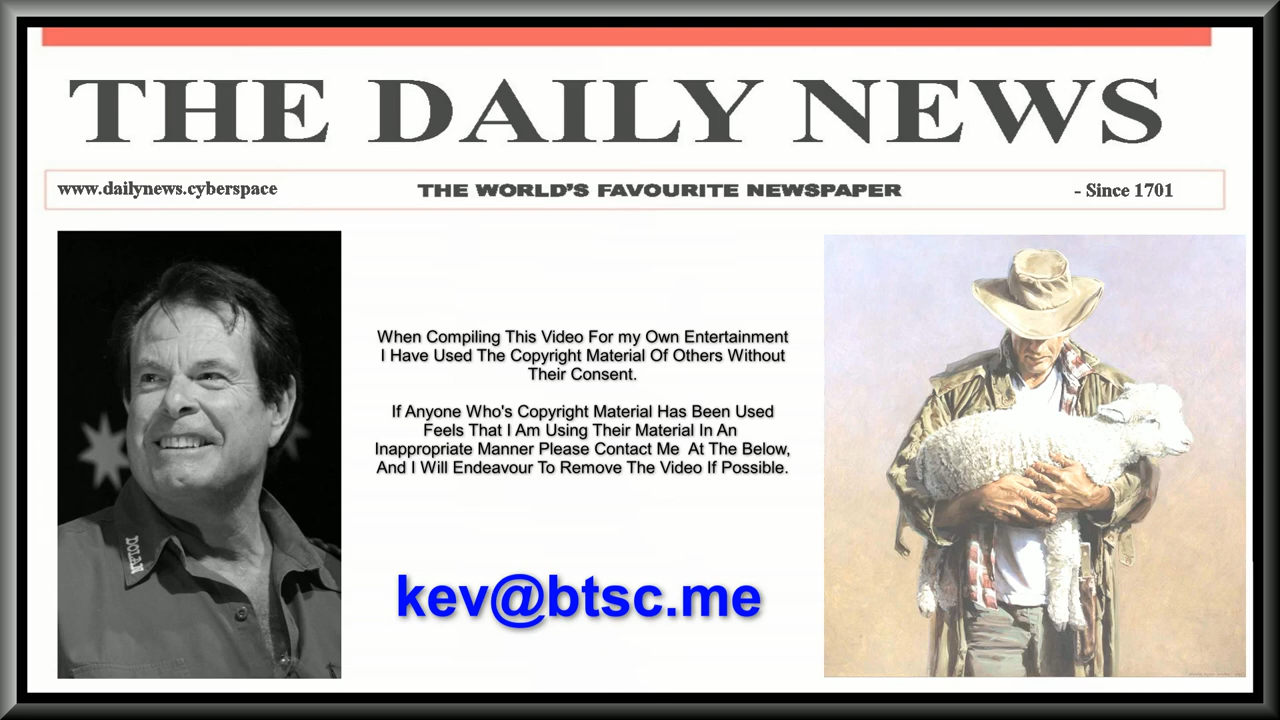 THE DAILY NEWS
www.dailynews.cyberspace
THE WORLD'S FAVOURITE NEWSPAPER
- Since 1701
When Compiling This Video For my Own Entertainment
I Have Used The Copyright Material Of Others Without
Their Consent.
If Anyone Who's Copyright Material Has Been Used
Feels That I Am Using Their Material In An
Inappropriate Manner Please Contact Me At The Below,
And I Will Endeavour To Remove The Video If Possible.
DOLAN
kev@btsc.me